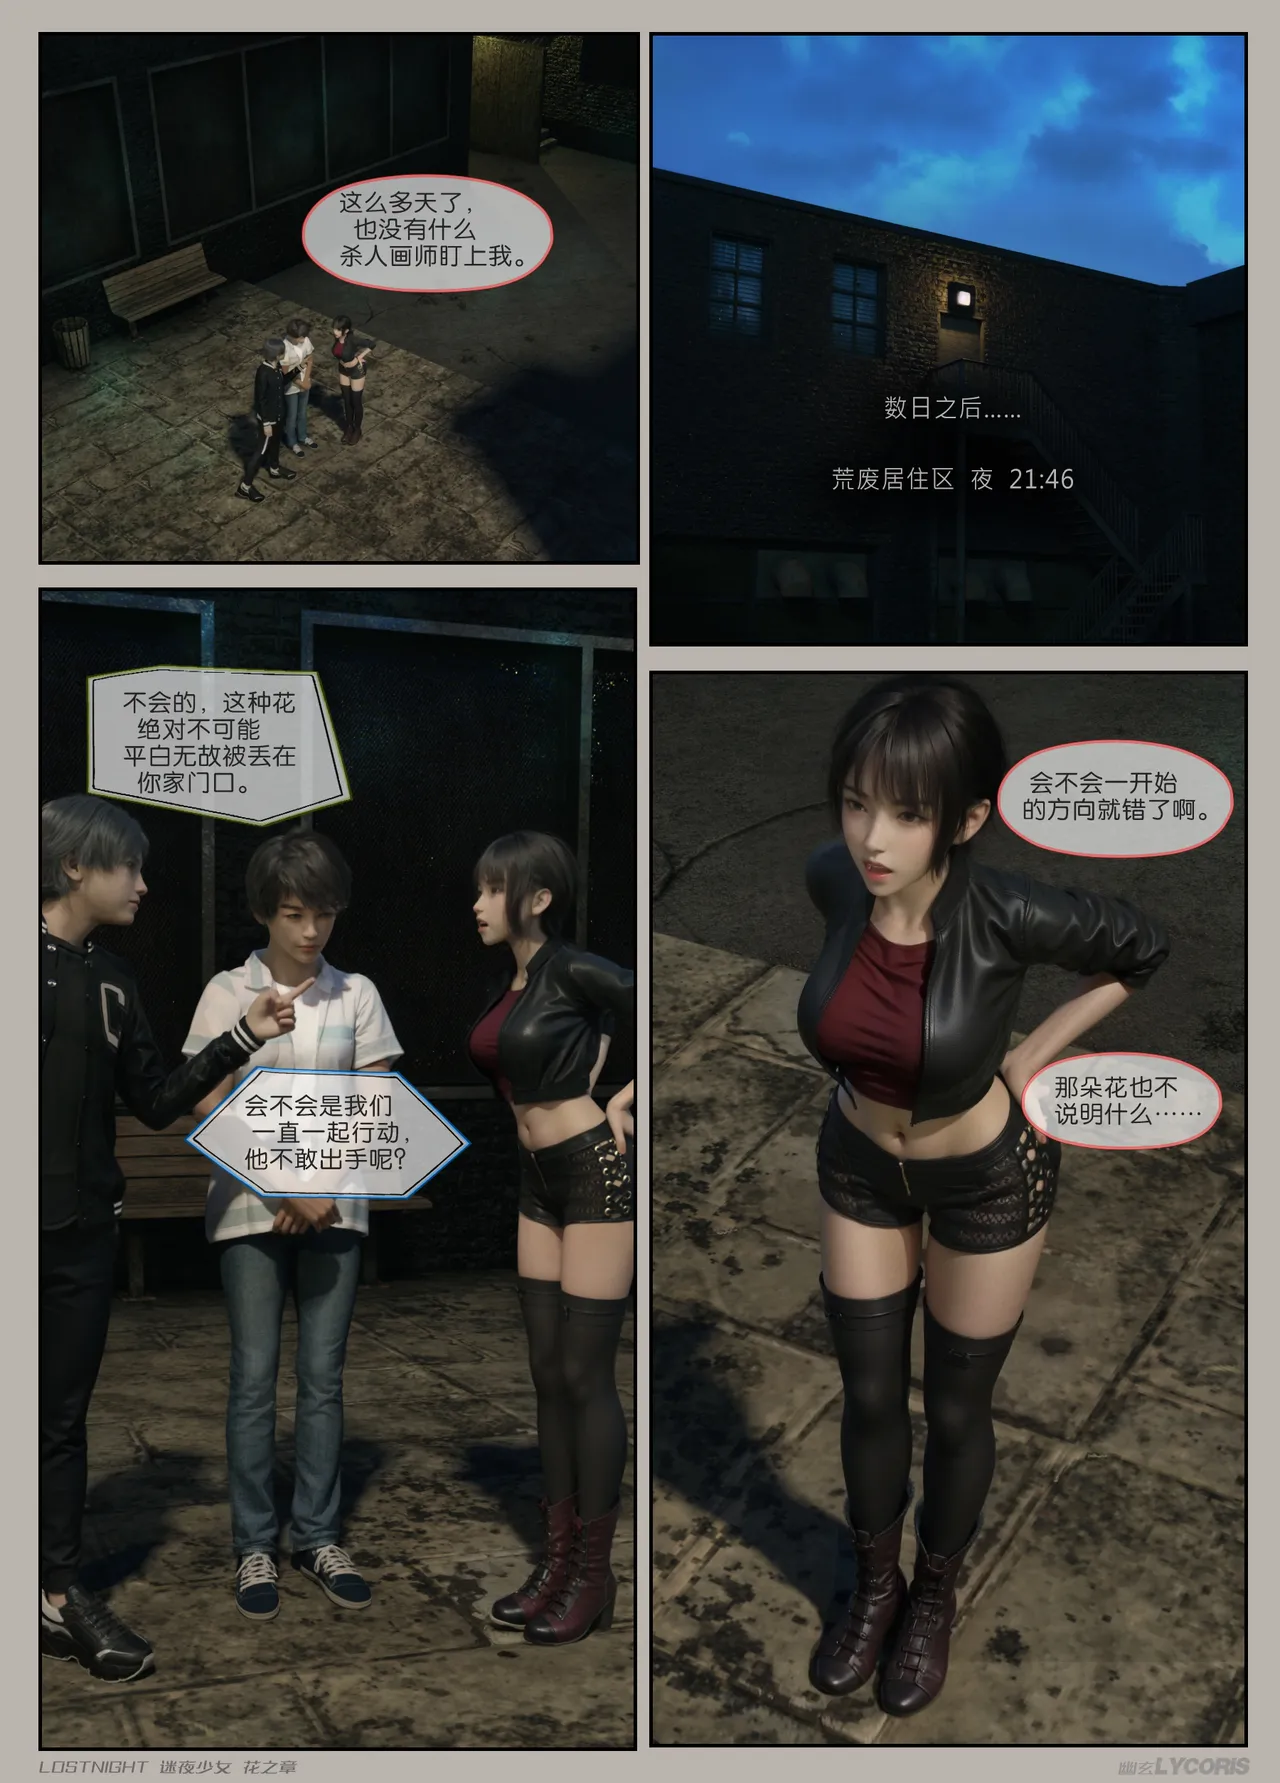 数日之后……
荒废居住区 夜 21:46
这么多天了，
也没有什么
杀人画师盯上我。
会不会一开始
的方向就错了啊。
那朵花也不
说明什么……
不会的，这种花
绝对不可能
平白无故被丢在
你家门口。
会不会是我们
一直一起行动，
他不敢出手呢？
C
LOSTNIGHT 迷夜少女 花之章
幽玄LYCORIS